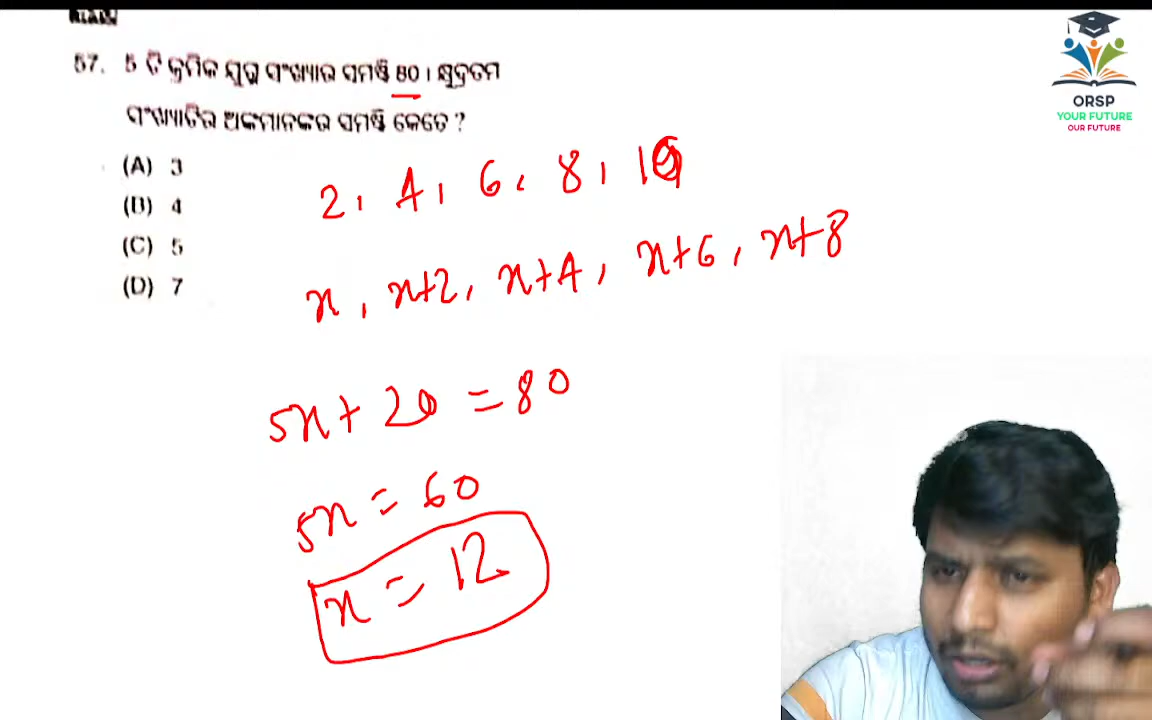 57. 5 ଟି କ୍ରମିକ ଯୁଗ୍ମ ସଂଖ୍ୟାର ସମଷ୍ଟି 80 । କ୍ଷୁଦ୍ରତମ
ସଂଖ୍ୟାଟିର ଅଙ୍କମାନଙ୍କର ସମଷ୍ଟି କେତେ ?
(A) 3
(B) 4
(C) 5
(D) 7
2, 4, 6, 8, 10
x, x+2, x+4, x+6, x+8
5x + 20 = 80
5x = 60
x = 12
ORSP
YOUR FUTURE
OUR FUTURE